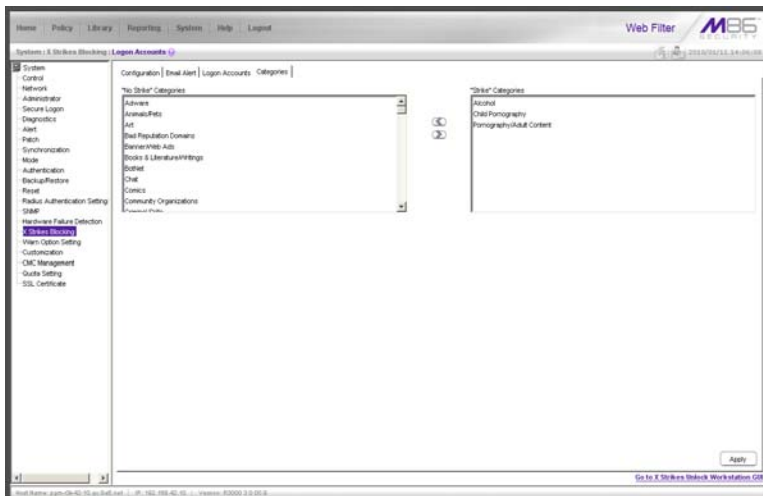 Home Policy Library Reporting System Help Logout
Web Filter
M86
SECURITY
System : X Strikes Blocking : Logon Accounts
System
Control
Network
Administrator
Secure Logon
Diagnostics
Alert
Patch
Synchronization
Mode
Authentication
Backup/Restore
Reset
Radius Authentication Setting
SNMP
Hardware Failure Detection
X Strikes Blocking
Warn Option Setting
Customization
CMC Management
Quota Setting
SSL Certificate
Configuration | Email Alert | Logon Accounts | Categories |
"No Strike" Categories
Adware
Animals/Pets
Art
Bad Reputation Domains
Banner/Web Ads
Books & Literature/Writings
BotNet
Chat
Comics
Community Organizations
"Strike" Categories
Alcohol
Child Pornography
Pornography/Adult Content
Apply
Go to X Strikes Unlock Workstation GUI